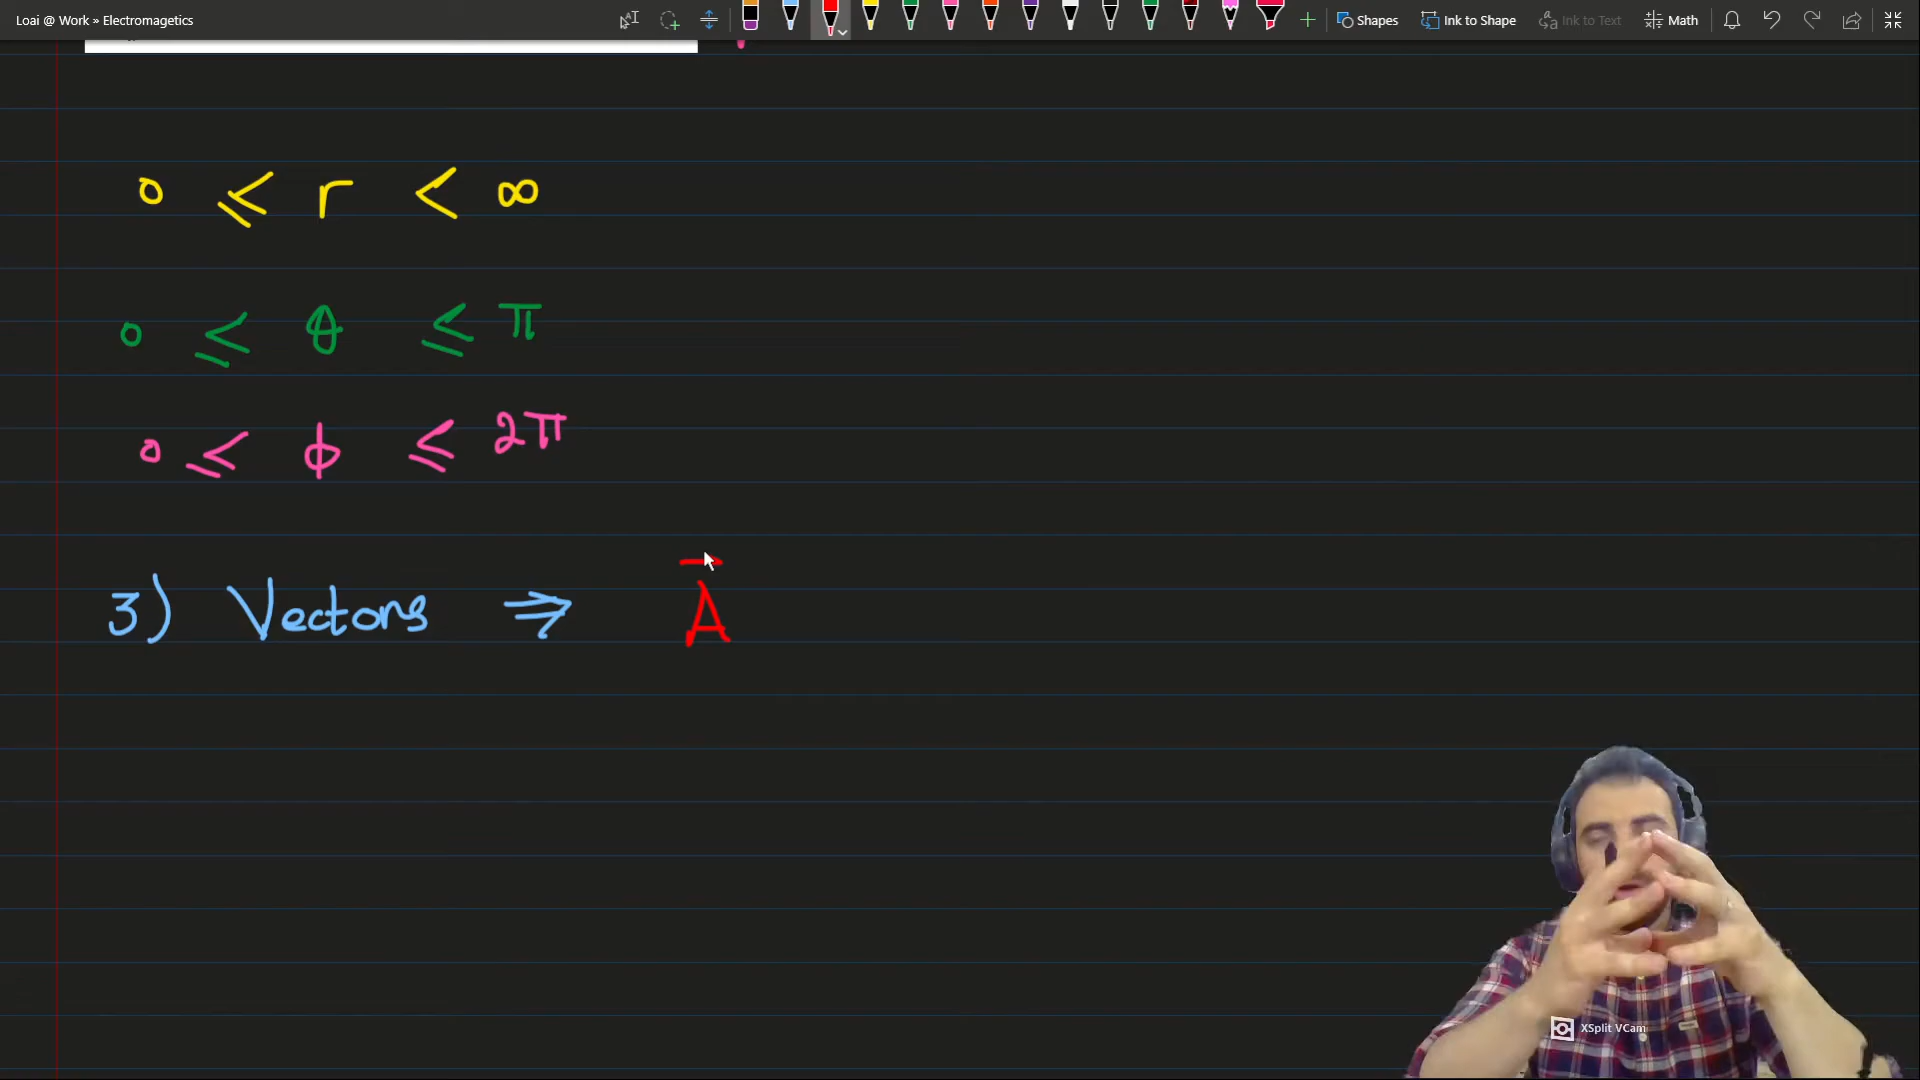 Loai @ Work » Electromagetics
Shapes
Ink to Shape
Ink to Text
Math
0 ≤ r < ∞
0 ≤ θ ≤ π
0 ≤ ϕ ≤ 2π
3) Vectors ⇒ A⃗
XSplit VCam